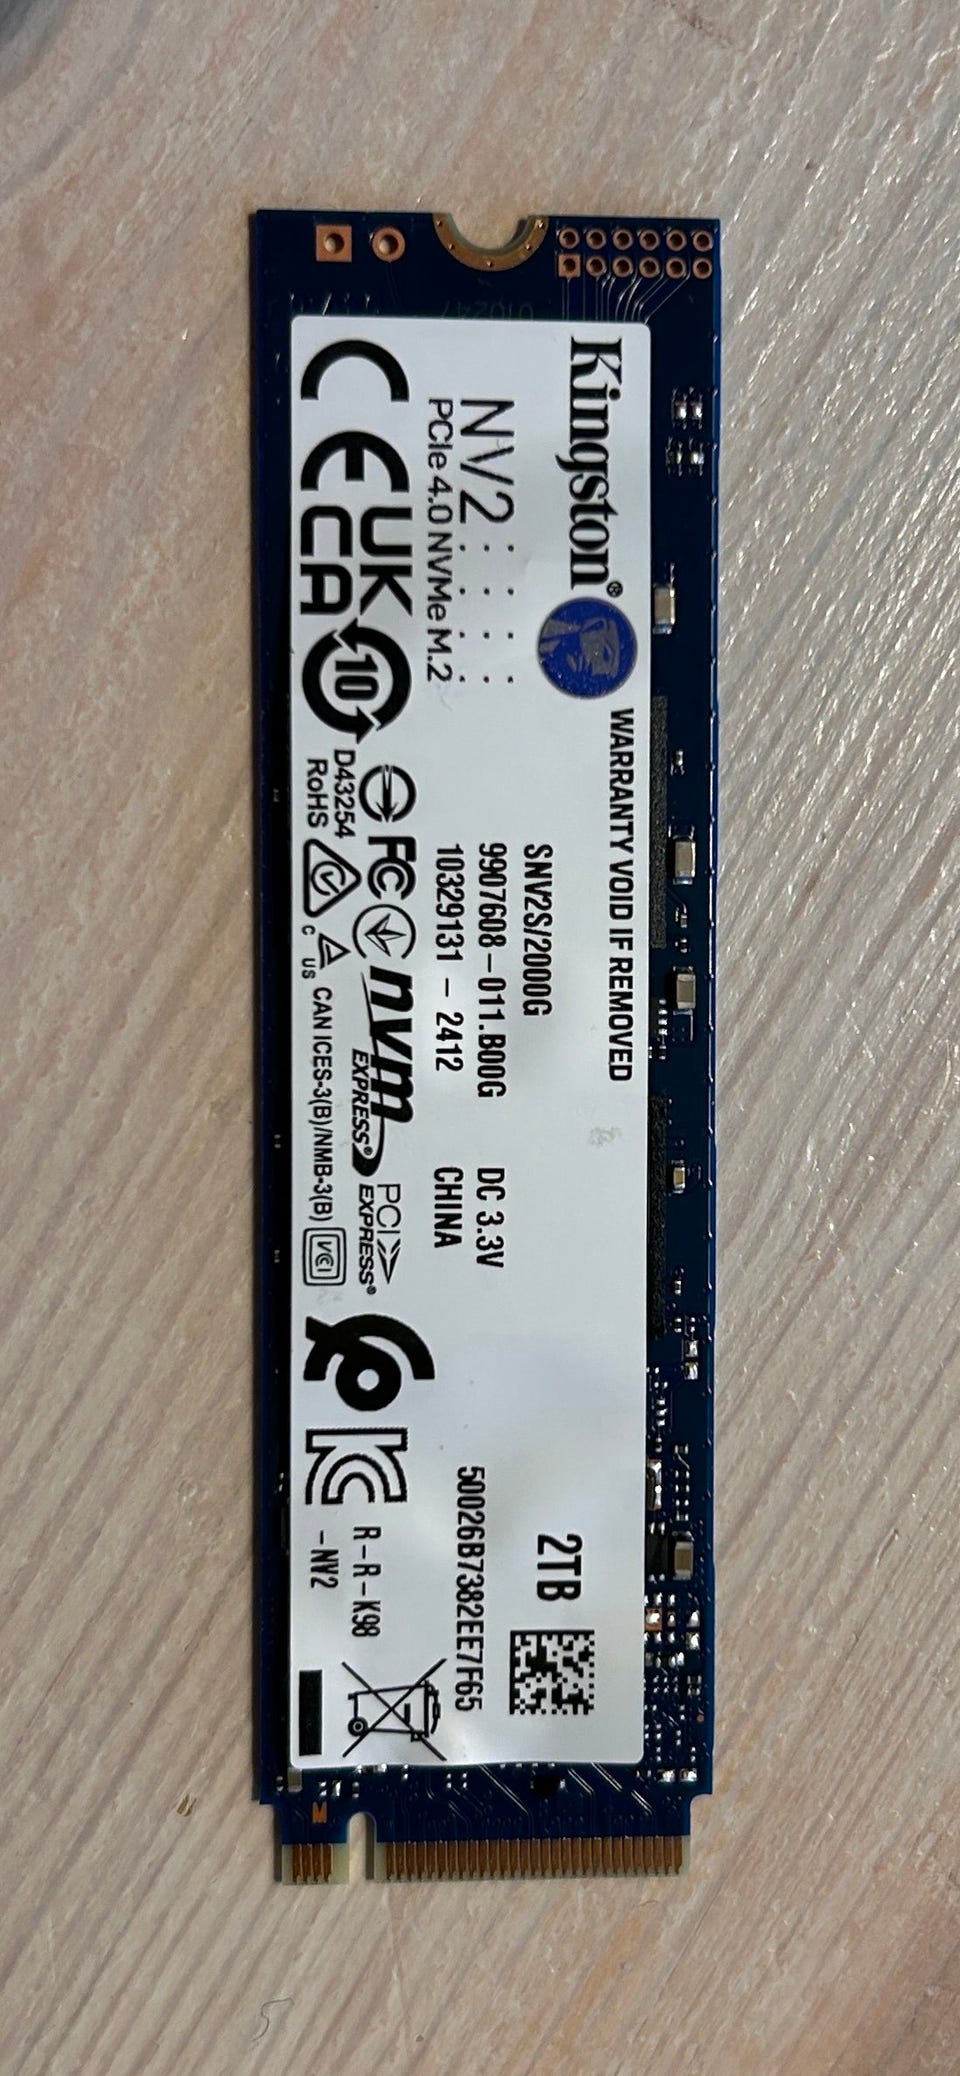 Kingston®
WARRANTY VOID IF REMOVED
NV2
PCIe 4.0 NVMe M.2
SNV2S/2000G
9907608-011.B00G DC 3.3V
10329131 - 2412 CHINA
2TB
50026B7382EE7F65
CE
UK
CA
10
D43254
RoHS
FC
nvm
EXPRESS®
PCI
EXPRESS®
c US
CAN ICES-3(B)/NMB-3(B)
VCI
R-R-K98
-NV2
M